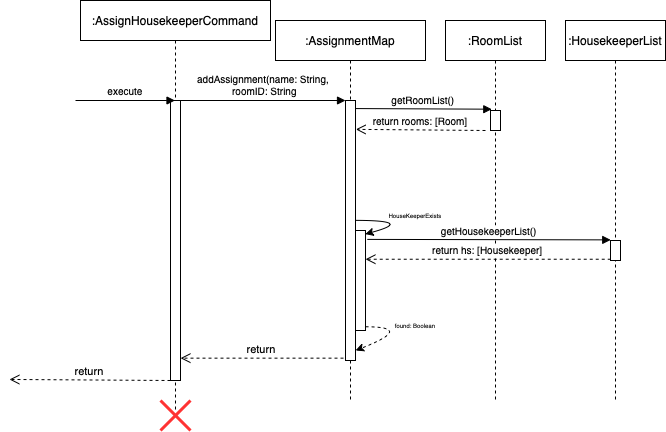 :AssignHousekeeperCommand
:AssignmentMap
:RoomList
:HousekeeperList
execute
addAssignment(name: String,
roomID: String
getRoomList()
return rooms: [Room]
HouseKeeperExists
getHousekeeperList()
return hs: [Housekeeper]
found: Boolean
return
return